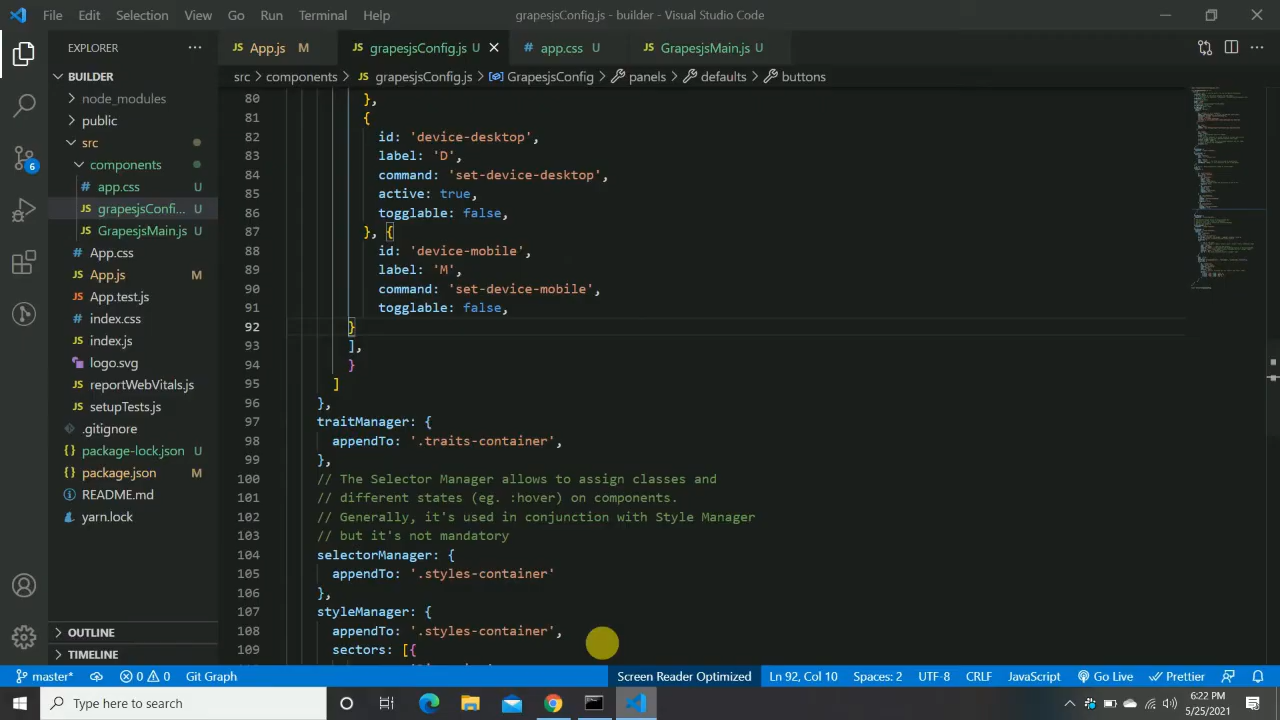 File Edit Selection View Go Run Terminal Help grapesjsConfig.js - builder - Visual Studio Code
EXPLORER
App.js M
grapesjsConfig.js U
app.css U
GrapesjsMain.js U
src components grapesjsConfig.js GrapesjsConfig panels defaults buttons
BUILDER
node_modules
public
src
components
app.css U
grapesjsConfi... U
GrapesjsMain.js U
App.css
App.js M
App.test.js
index.css
index.js
logo.svg
reportWebVitals.js
setupTests.js
.gitignore
package-lock.json U
package.json M
README.md
yarn.lock
OUTLINE
TIMELINE
6
80 },
81 {
82 id: 'device-desktop',
83 label: 'D',
84 command: 'set-device-desktop',
85 active: true,
86 togglable: false,
87 }, {
88 id: 'device-mobile',
89 label: 'M',
90 command: 'set-device-mobile',
91 togglable: false,
92 }
93 ],
94 }
95 ]
96 },
97 traitManager: {
98 appendTo: '.traits-container',
99 },
100 // The Selector Manager allows to assign classes and
101 // different states (eg. :hover) on components.
102 // Generally, it's used in conjunction with Style Manager
103 // but it's not mandatory
104 selectorManager: {
105 appendTo: '.styles-container'
106 },
107 styleManager: {
108 appendTo: '.styles-container',
109 sectors: [{
master* 0 0 Git Graph Screen Reader Optimized Ln 92, Col 10 Spaces: 2 UTF-8 CRLF JavaScript Go Live Prettier
Type here to search
6:22 PM
5/25/2021